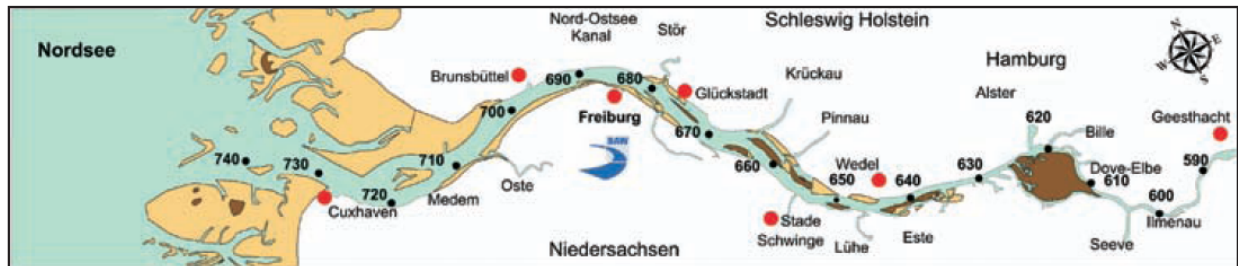 Nordsee
Brunsbüttel
Nord-Ostsee
Kanal
Stör
Schleswig Holstein
Hamburg
N
E
W
S
690
680
Krückau
Alster
Glückstadt
Freiburg
700
BAW
670
Pinnau
620
Bille
Geesthacht
740
730
710
660
Wedel
650
640
630
Dove-Elbe
610
590
720
Medem
Oste
Cuxhaven
Stade
Schwinge
Lühe
Este
600
Ilmenau
Seeve
Niedersachsen